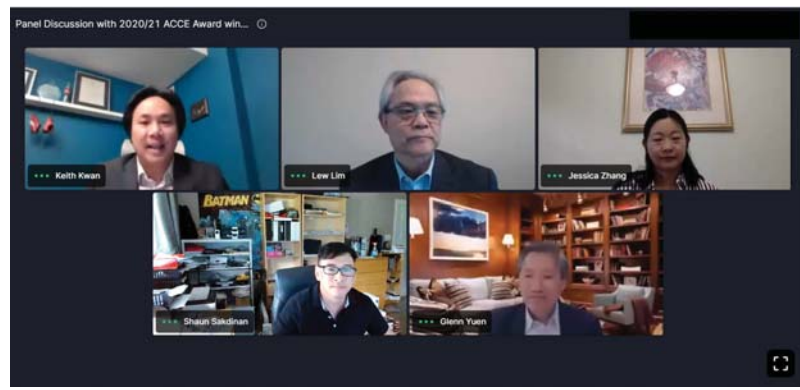 Panel Discussion with 2020/21 ACCE Award win...
Keith Kwan
Lew Lim
Jessica Zhang
BATMAN
Shaun Sakdinan
Glenn Yuen